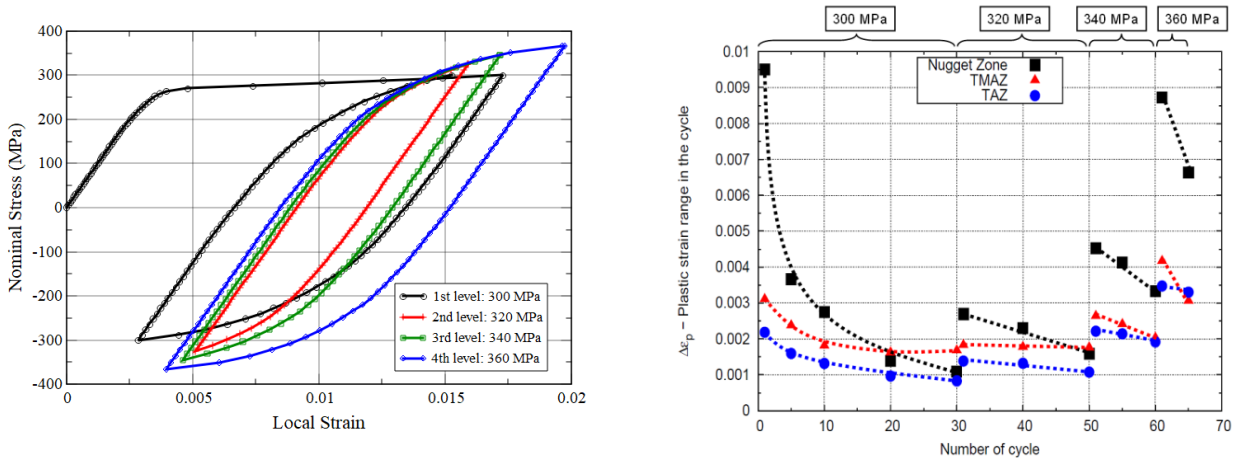 400
300
200
100
0
-100
-200
-300
-400
Nominal Stress (MPa)
0
0.005
0.01
0.015
0.02
Local Strain
1st level: 300 MPa
2nd level: 320 MPa
3rd level: 340 MPa
4th level: 360 MPa
300 MPa
320 MPa
340 MPa
360 MPa
0.01
0.009
0.008
0.007
0.006
0.005
0.004
0.003
0.002
0.001
0
Δεp − Plastic strain range in the cycle
Nugget Zone
TMAZ
TAZ
0
10
20
30
40
50
60
70
Number of cycle